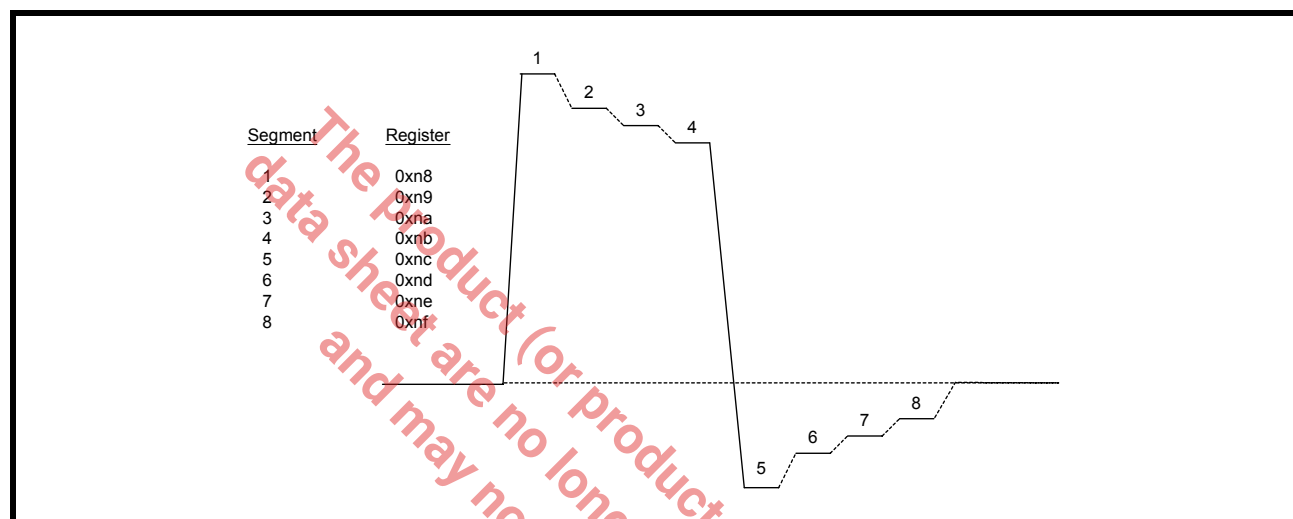 Segment Register
1 0xn8
2 0xn9
3 0xna
4 0xnb
5 0xnc
6 0xnd
7 0xne
8 0xnf
1
2
3
4
5
6
7
8
The product (or product
data sheet are no long
and may no